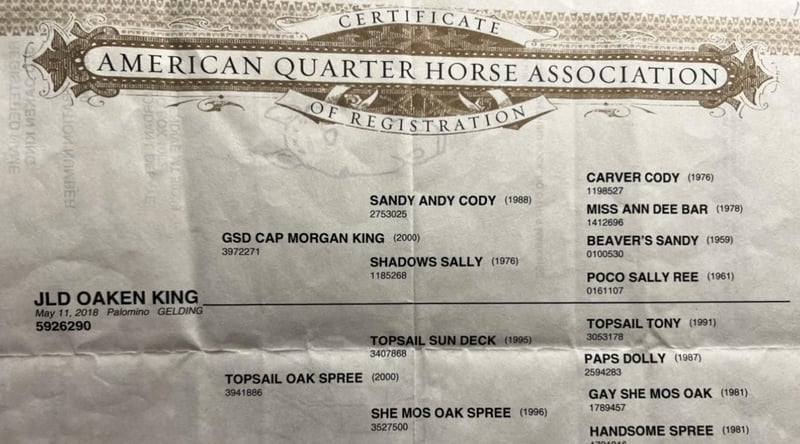 CERTIFICATE
AMERICAN QUARTER HORSE ASSOCIATION
OF REGISTRATION
CARVER CODY (1976)
1198527
SANDY ANDY CODY (1988)
2753025
MISS ANN DEE BAR (1978)
1412696
GSD CAP MORGAN KING (2000)
3972271
BEAVER'S SANDY (1959)
0100530
SHADOWS SALLY (1976)
1185268
POCO SALLY REE (1961)
0161107
JLD OAKEN KING
May 11, 2018 Palomino GELDING
5926290
TOPSAIL TONY (1991)
3053178
TOPSAIL SUN DECK (1995)
3407868
PAPS DOLLY (1987)
2594283
TOPSAIL OAK SPREE (2000)
3941886
GAY SHE MOS OAK (1981)
1789457
SHE MOS OAK SPREE (1996)
3527500
HANDSOME SPREE (1981)